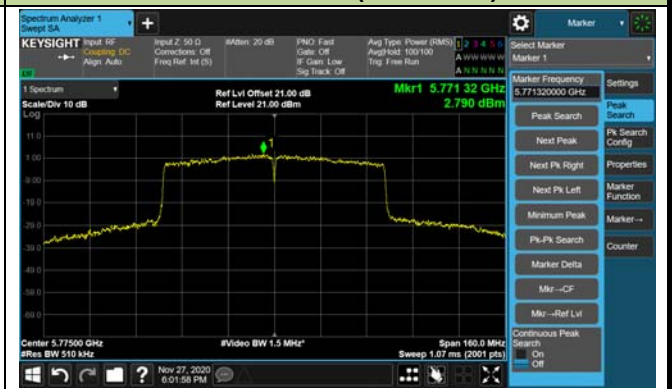 Spectrum Analyzer 1
Swept SA
Marker
KEYSIGHT
Input: RF
Coupling: DC
Align: Auto
Input Z: 50 Ω
Corrections: Off
Freq Ref: Int (S)
#Atten: 20 dB
PNO: Fast
Gate: Off
IF Gain: Low
Sig Track: Off
Avg Type: Power (RMS)
Avg|Hold: 100/100
Trig: Free Run
1 2 3 4 5 6
A W W W W W
A N N N N N
Select Marker
Marker 1
1 Spectrum
Scale/Div 10 dB
Log
Ref Lvl Offset 21.00 dB
Ref Level 21.00 dBm
Mkr1 5.771 32 GHz
2.790 dBm
Marker Frequency
5.771320000 GHz
Settings
Peak Search
Peak Search
Next Peak
Pk Search Config
Next Pk Right
Properties
Next Pk Left
Marker Function
Minimum Peak
Marker→
Pk-Pk Search
Counter
Marker Delta
Mkr→CF
Mkr→Ref Lvl
Continuous Peak Search
On
Off
11.0
1.00
-9.00
-19.0
-29.0
-39.0
-49.0
-59.0
-69.0
1
Center 5.77500 GHz
#Res BW 510 kHz
#Video BW 1.5 MHz*
Span 160.0 MHz
Sweep 1.07 ms (2001 pts)
?
Nov 27, 2020
6:01:58 PM